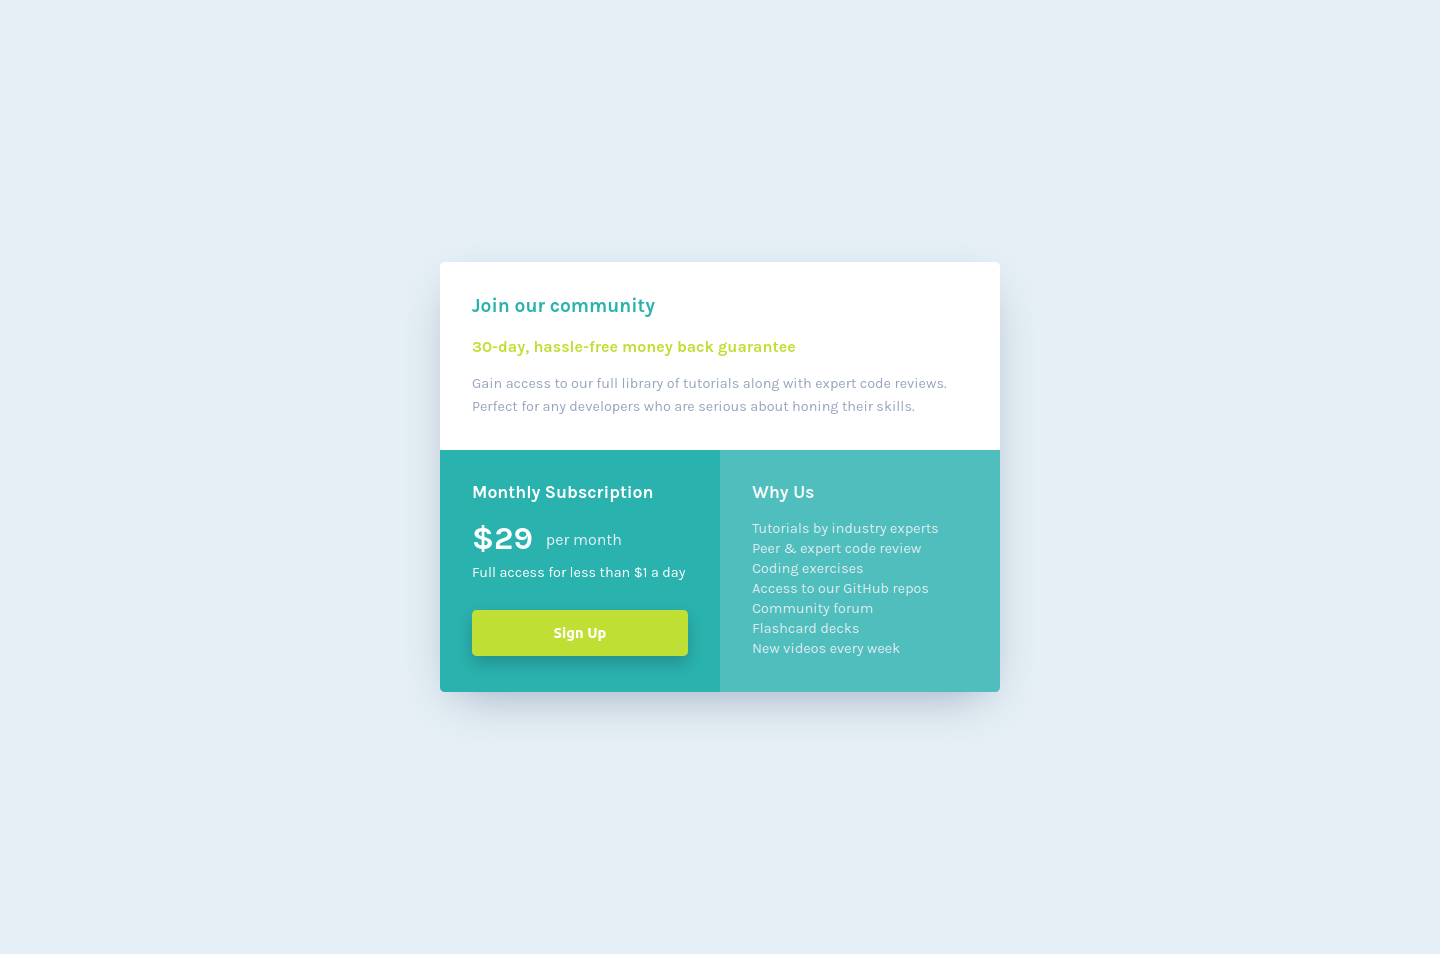 Join our community
30-day, hassle-free money back guarantee
Gain access to our full library of tutorials along with expert code reviews.
Perfect for any developers who are serious about honing their skills.
Monthly Subscription
$29 per month
Full access for less than $1 a day
Sign Up
Why Us
Tutorials by industry experts
Peer & expert code review
Coding exercises
Access to our GitHub repos
Community forum
Flashcard decks
New videos every week